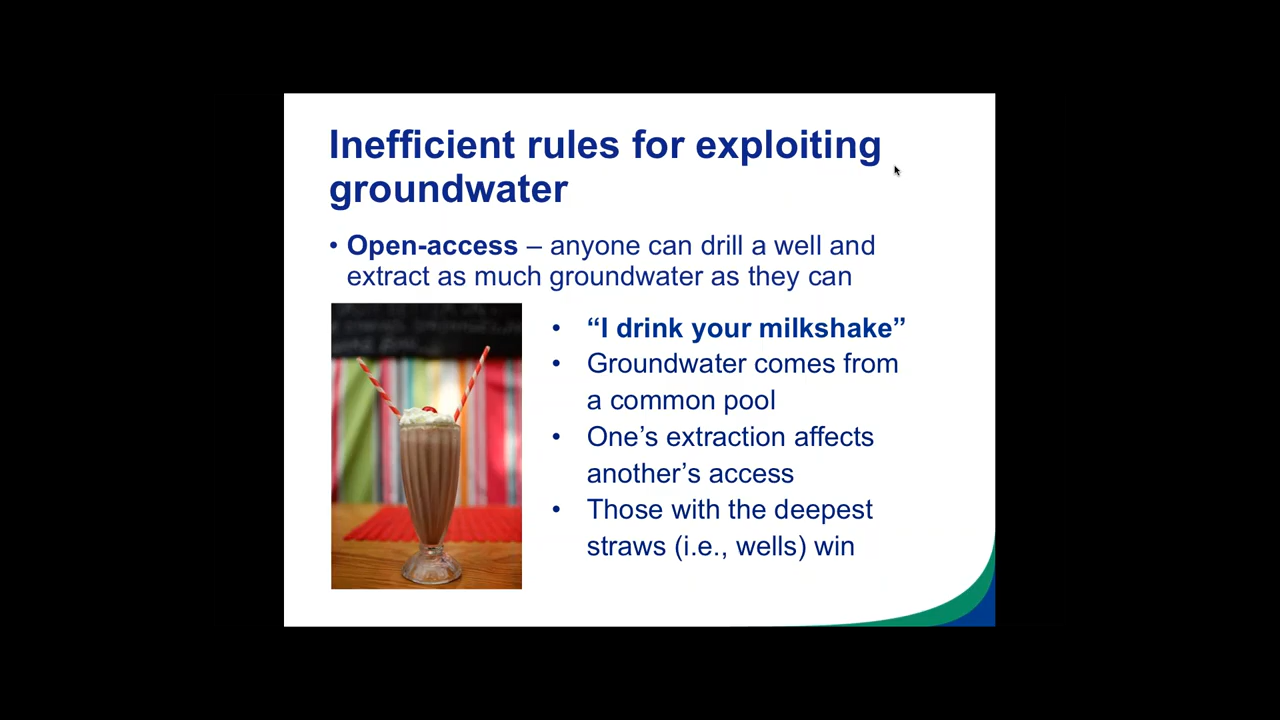 Inefficient rules for exploiting
groundwater
• Open-access – anyone can drill a well and
extract as much groundwater as they can
• “I drink your milkshake”
• Groundwater comes from
a common pool
• One’s extraction affects
another’s access
• Those with the deepest
straws (i.e., wells) win